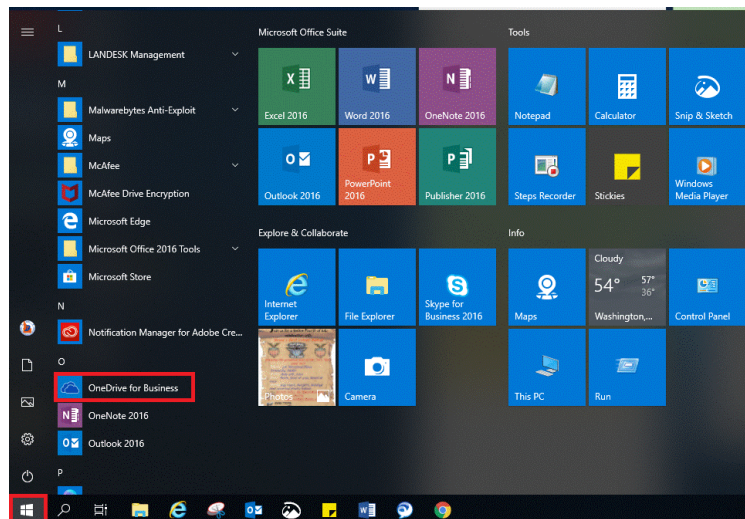 L
LANDESK Management
M
Malwarebytes Anti-Exploit
Maps
McAfee
McAfee Drive Encryption
Microsoft Edge
Microsoft Office 2016 Tools
Microsoft Store
N
Notification Manager for Adobe Cre...
O
OneDrive for Business
OneNote 2016
Outlook 2016
P
Microsoft Office Suite
Excel 2016
Word 2016
OneNote 2016
Outlook 2016
PowerPoint
2016
Publisher 2016
Explore & Collaborate
Internet
Explorer
File Explorer
Skype for
Business 2016
Photos
Camera
Tools
Notepad
Calculator
Snip & Sketch
Steps Recorder
Stickies
Windows
Media Player
Info
Maps
Cloudy
54° 57°
36°
Washington,...
Control Panel
This PC
Run